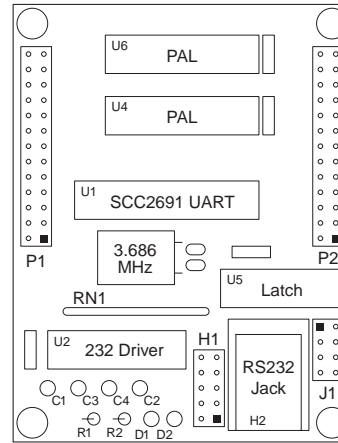 U6
PAL
U4
PAL
U1
SCC2691 UART
P1
3.686
MHz
P2
U5
Latch
RN1
U2
232 Driver
H1
RS232
Jack
J1
C1
C3
C4
C2
R1
R2
D1
D2
H2